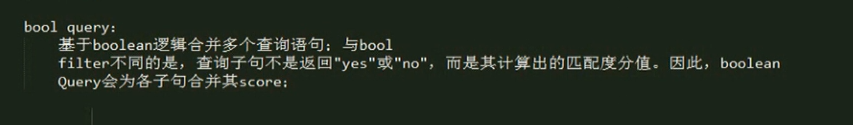 bool query:
基于boolean逻辑合并多个查询语句；与bool
filter不同的是，查询子句不是返回"yes"或"no"，而是其计算出的匹配度分值。因此，boolean
Query会为各子句合并其score；